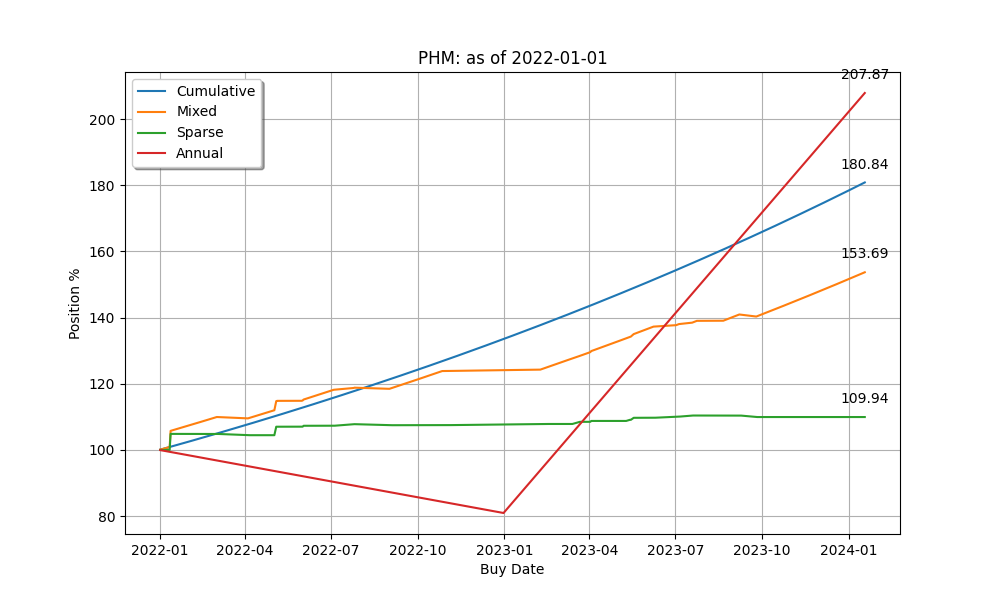 PHM: as of 2022-01-01
207.87
Cumulative
Mixed
Sparse
Annual
180.84
153.69
109.94
200
180
160
140
120
100
80
Position %
2022-01 2022-04 2022-07 2022-10 2023-01 2023-04 2023-07 2023-10 2024-01
Buy Date